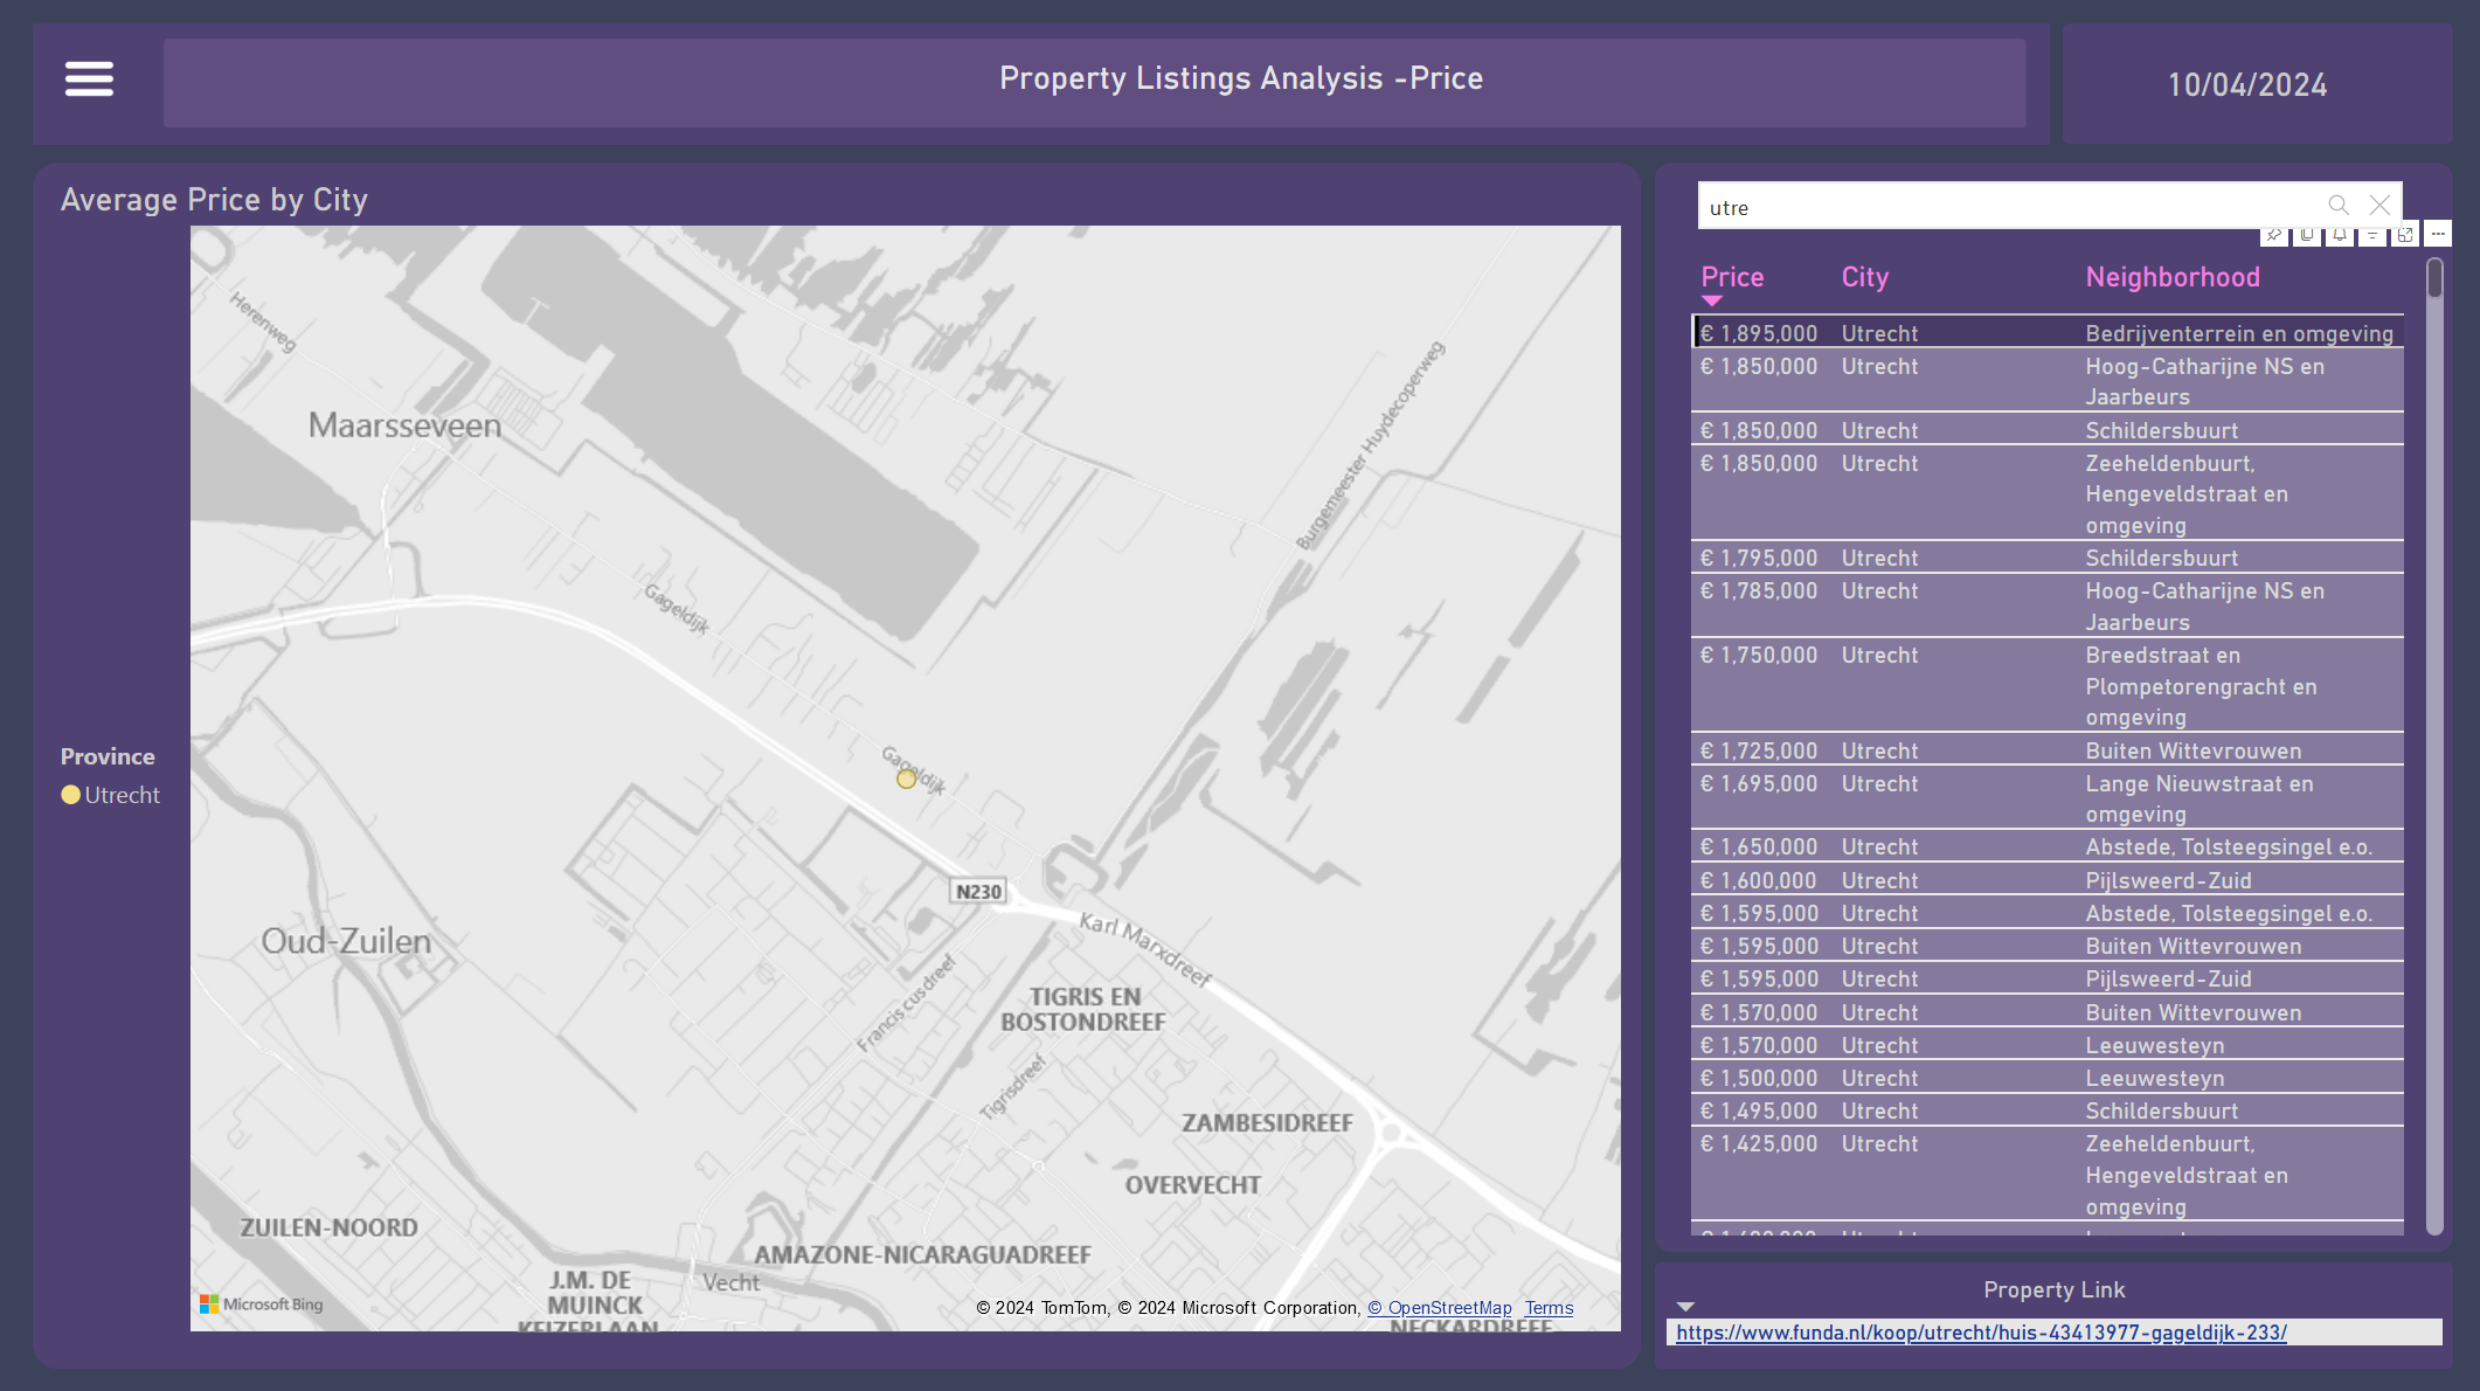 Property Listings Analysis -Price
10/04/2024
Average Price by City
Province
Utrecht
Herenweg
Maarsseveen
Burgemeester Huydecoperweg
Gageldijk
Gageldijk
N230
Karl Marxdreef
Oud-Zuilen
Francis cusdreef
TIGRIS EN
BOSTONDREEF
Tigrisdreef
ZAMBESIDREEF
OVERVECHT
ZUILEN-NOORD
AMAZONE-NICARAGUADREEF
J.M. DE
MUINCK
KEIZERLAAN
Vecht
NECKARDREEF
Microsoft Bing
© 2024 TomTom, © 2024 Microsoft Corporation, © OpenStreetMap Terms
utre
Price City Neighborhood
€ 1,895,000 Utrecht Bedrijventerrein en omgeving
€ 1,850,000 Utrecht Hoog-Catharijne NS en
Jaarbeurs
€ 1,850,000 Utrecht Schildersbuurt
€ 1,850,000 Utrecht Zeeheldenbuurt,
Hengeveldstraat en
omgeving
€ 1,795,000 Utrecht Schildersbuurt
€ 1,785,000 Utrecht Hoog-Catharijne NS en
Jaarbeurs
€ 1,750,000 Utrecht Breedstraat en
Plompetorengracht en
omgeving
€ 1,725,000 Utrecht Buiten Wittevrouwen
€ 1,695,000 Utrecht Lange Nieuwstraat en
omgeving
€ 1,650,000 Utrecht Abstede, Tolsteegsingel e.o.
€ 1,600,000 Utrecht Pijlsweerd-Zuid
€ 1,595,000 Utrecht Abstede, Tolsteegsingel e.o.
€ 1,595,000 Utrecht Buiten Wittevrouwen
€ 1,595,000 Utrecht Pijlsweerd-Zuid
€ 1,570,000 Utrecht Buiten Wittevrouwen
€ 1,570,000 Utrecht Leeuwesteyn
€ 1,500,000 Utrecht Leeuwesteyn
€ 1,495,000 Utrecht Schildersbuurt
€ 1,425,000 Utrecht Zeeheldenbuurt,
Hengeveldstraat en
omgeving
Property Link
https://www.funda.nl/koop/utrecht/huis-43413977-gageldijk-233/